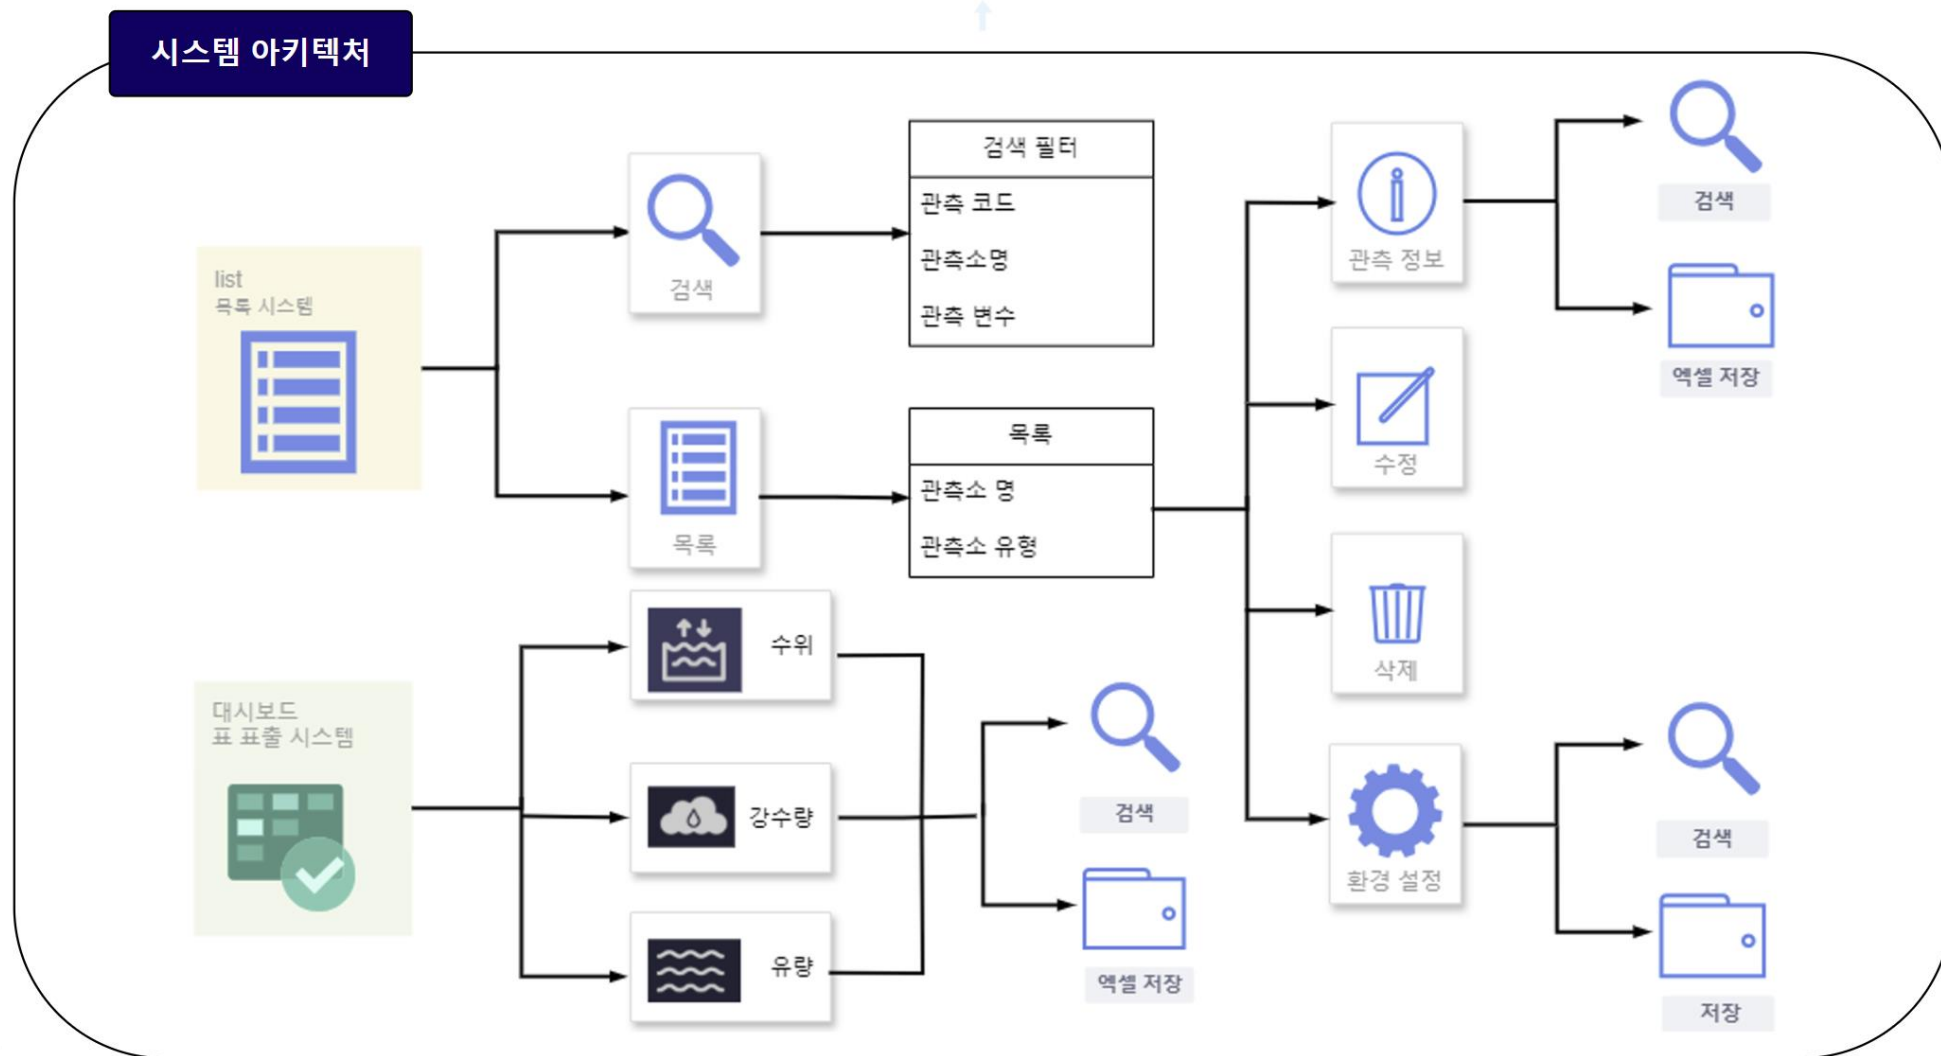 시스템 아키텍처
list
목록 시스템
검색
검색 필터
관측 코드
관측소명
관측 변수
목록
목록
관측소 명
관측소 유형
관측 정보
수정
삭제
환경 설정
검색
엑셀 저장
검색
저장
대시보드
표 표출 시스템
수위
강수량
유량
검색
엑셀 저장